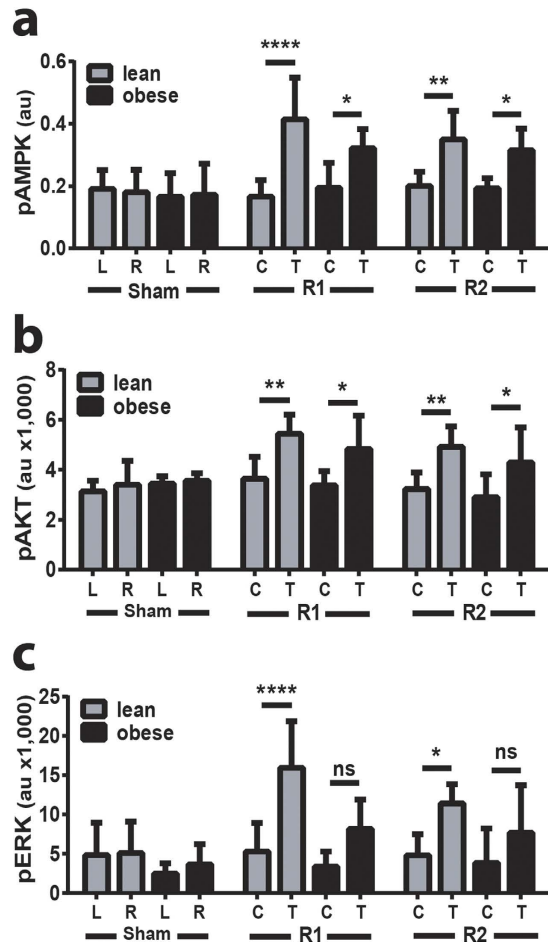 a
pAMPK (au)
0.6
0.4
0.2
0.0
lean
obese
**** * ** *
L R L R C T C T C T C T
Sham R1 R2
b
pAKT (au x1,000)
8
6
4
2
0
lean
obese
** * ** *
L R L R C T C T C T C T
Sham R1 R2
c
pERK (au x1,000)
25
20
15
10
5
0
lean
obese
**** ns * ns
L R L R C T C T C T C T
Sham R1 R2